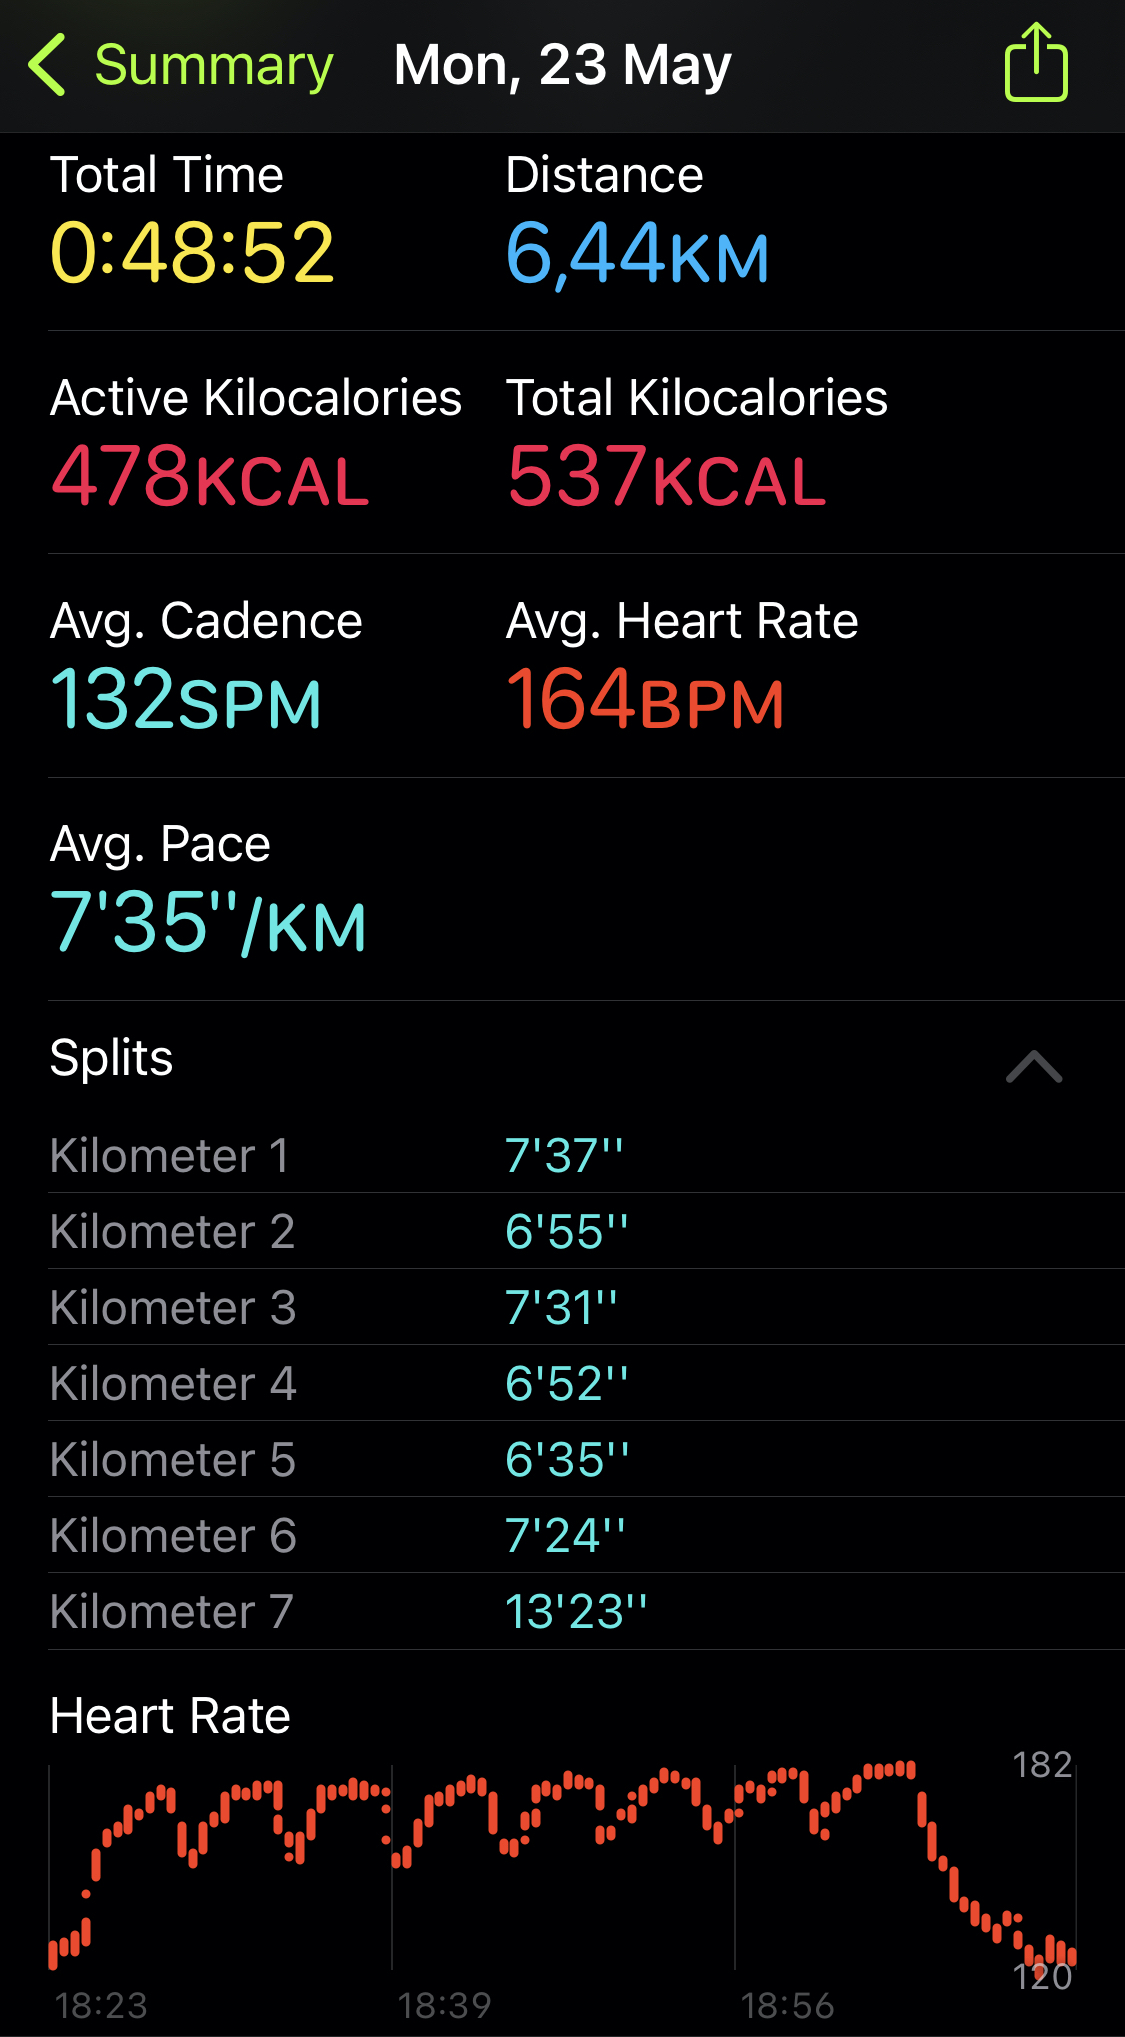 Summary Mon, 23 May
Total Time Distance
0:48:52 6,44KM
Active Kilocalories Total Kilocalories
478KCAL 537KCAL
Avg. Cadence Avg. Heart Rate
132SPM 164BPM
Avg. Pace
7'35''/KM
Splits
Kilometer 1 7'37''
Kilometer 2 6'55''
Kilometer 3 7'31''
Kilometer 4 6'52''
Kilometer 5 6'35''
Kilometer 6 7'24''
Kilometer 7 13'23''
Heart Rate
182
120
18:23 18:39 18:56